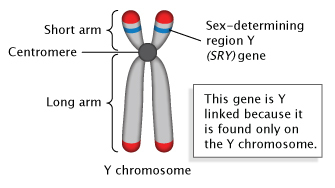 Short arm
Sex–determining
region Y
(SRY) gene
Centromere
Long arm
This gene is Y
linked because it
is found only on
the Y chromosome.
Y chromosome